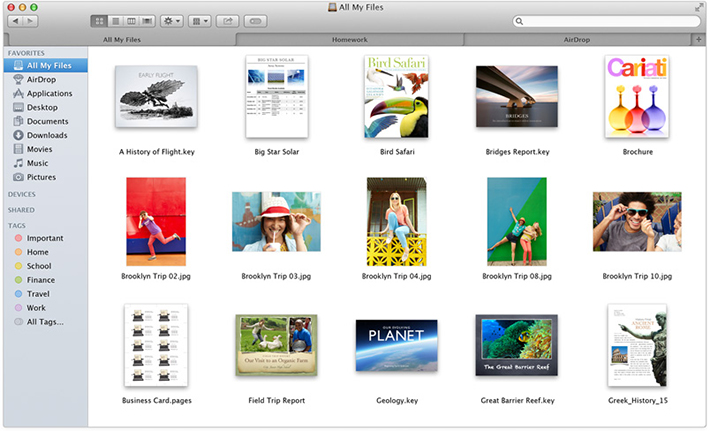 All My Files
All My Files
Homework
AirDrop
FAVORITES
All My Files
AirDrop
Applications
Desktop
Documents
Downloads
Movies
Music
Pictures
DEVICES
SHARED
TAGS
Important
Home
School
Finance
Travel
Work
All Tags...
EARLY FLIGHT
BIG STAR SOLAR
Bird Safari
BRIDGES
Cariati
A History of Flight.key
Big Star Solar
Bird Safari
Bridges Report.key
Brochure
Brooklyn Trip 02.jpg
Brooklyn Trip 03.jpg
Brooklyn Trip 04.jpg
Brooklyn Trip 08.jpg
Brooklyn Trip 10.jpg
Our Visit to an Organic Farm
OUR EVOLVING
PLANET
The Great Barrier Reef
ANCIENT
ROME
Business Card.pages
Field Trip Report
Geology.key
Great Barrier Reef.key
Greek_History_15